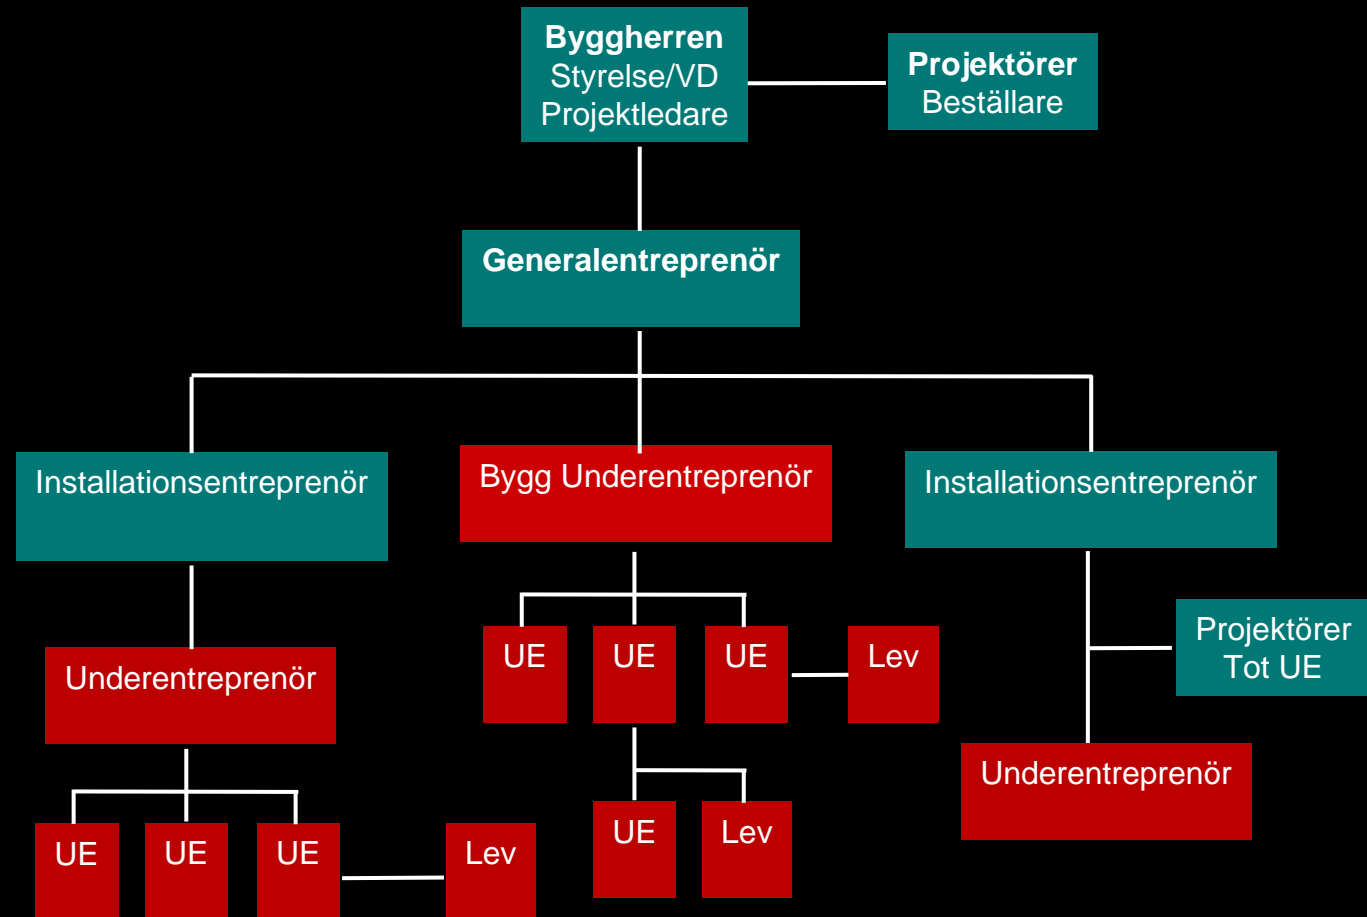 Byggherren
Styrelse/VD
Projektledare
Projektörer
Beställare
Generalentreprenör
Installationsentreprenör
Bygg Underentreprenör
Installationsentreprenör
UE
UE
UE
Lev
Projektörer
Tot UE
Underentreprenör
Underentreprenör
UE
Lev
UE
UE
UE
Lev